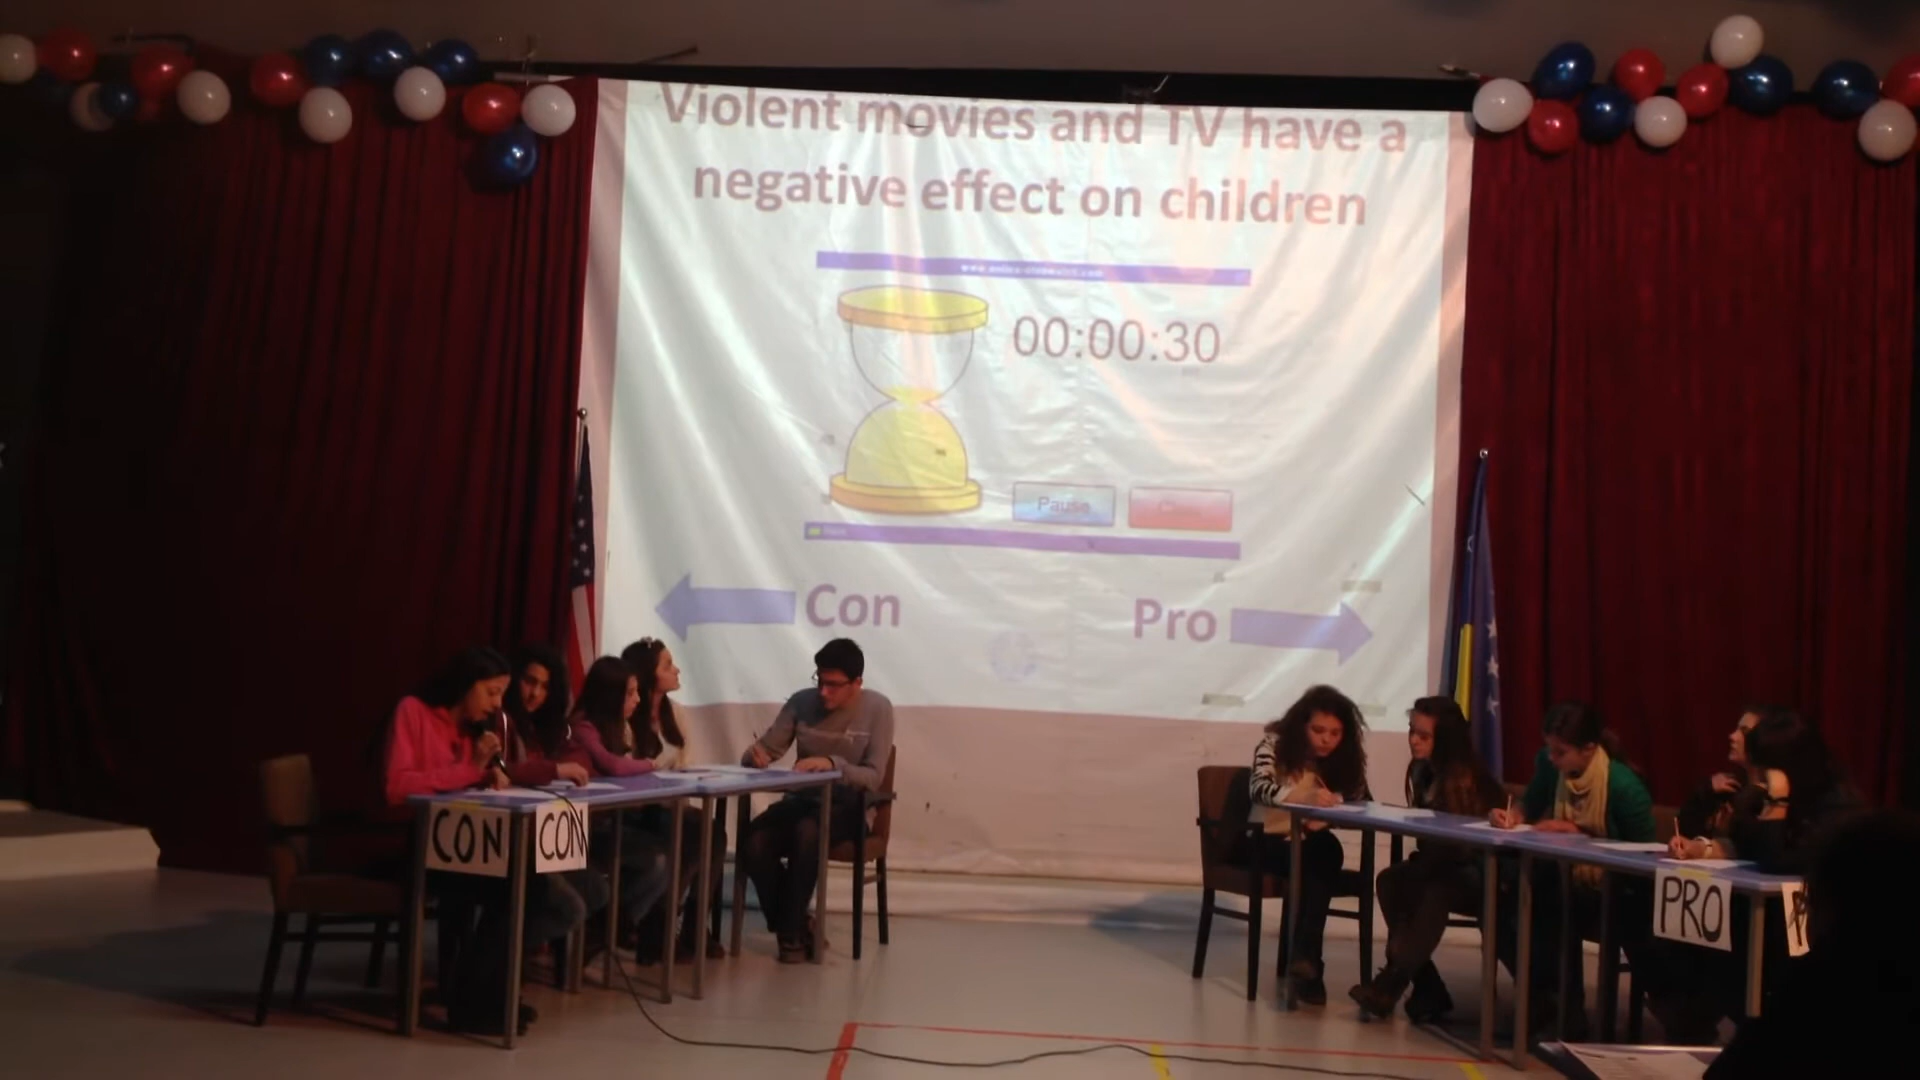 Violent movies and TV have a
negative effect on children
00:00:30
Pause
Con
Pro
CON
CON
PRO